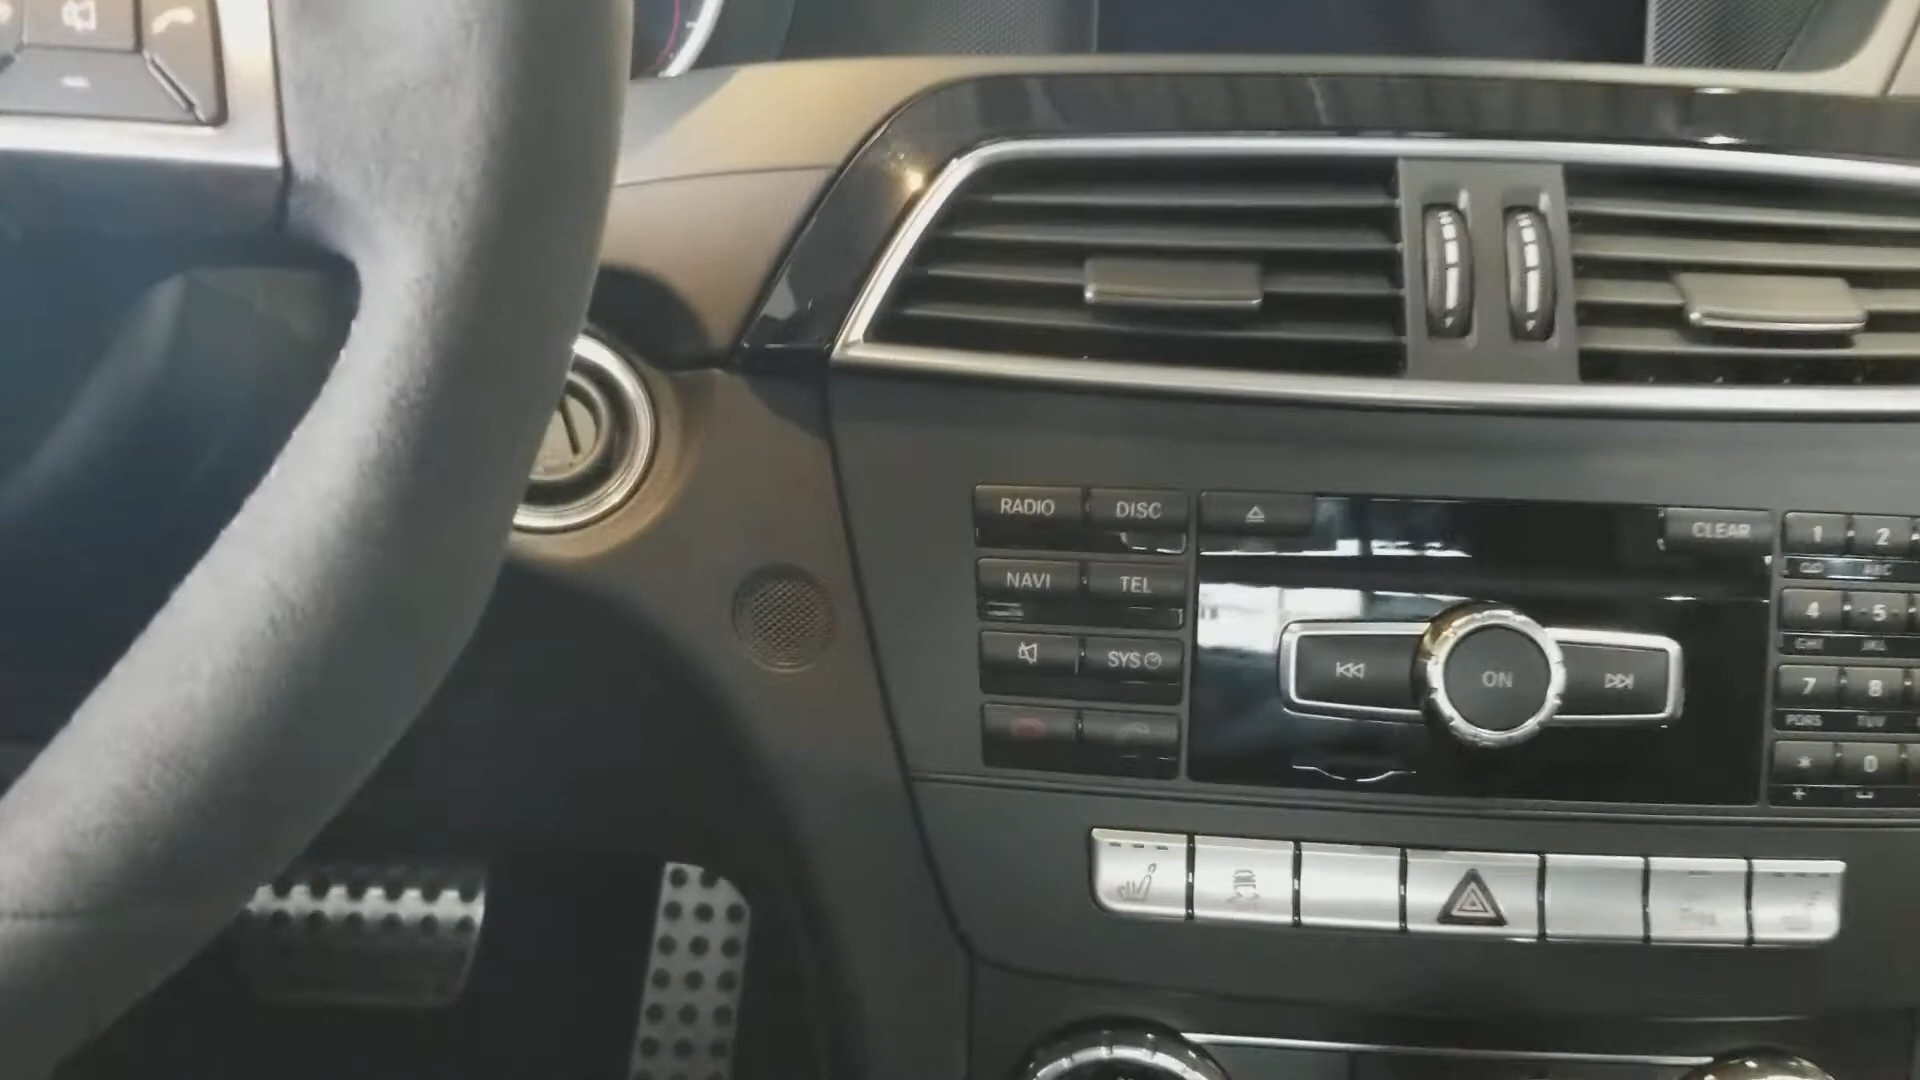 RADIO DISC CLEAR 1 2
ABC
NAVI TEL 4 5
GHI JKL
SYS ON 7 8
PQRS TUV
* 0
+